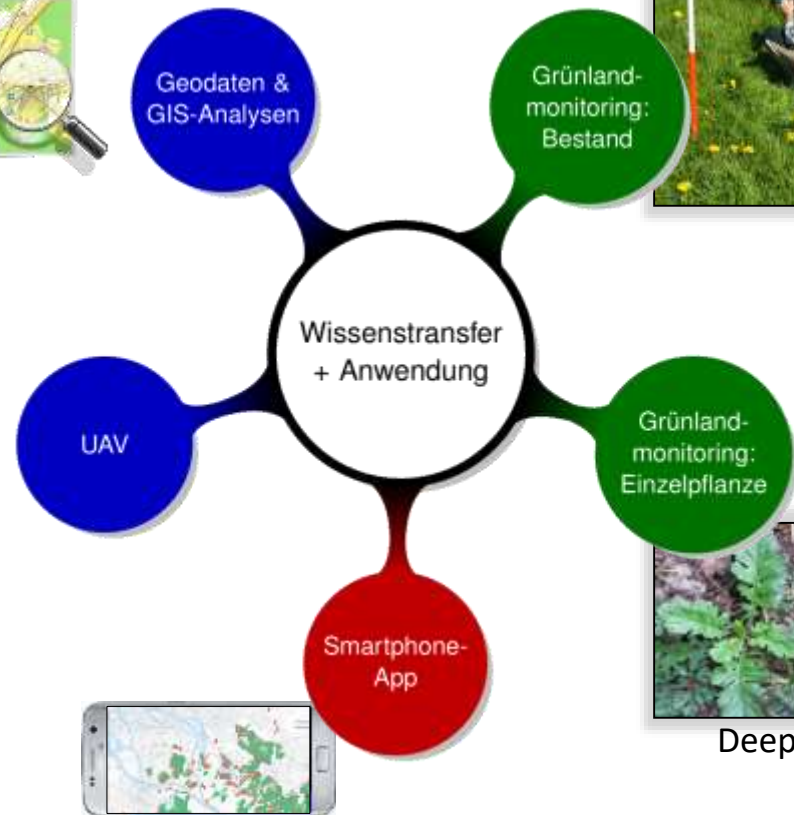 Geodaten &
GIS-Analysen
Grünland-
monitoring:
Bestand
Wissenstransfer
+ Anwendung
UAV
Grünland-
monitoring:
Einzelpflanze
Smartphone-
App
Deep